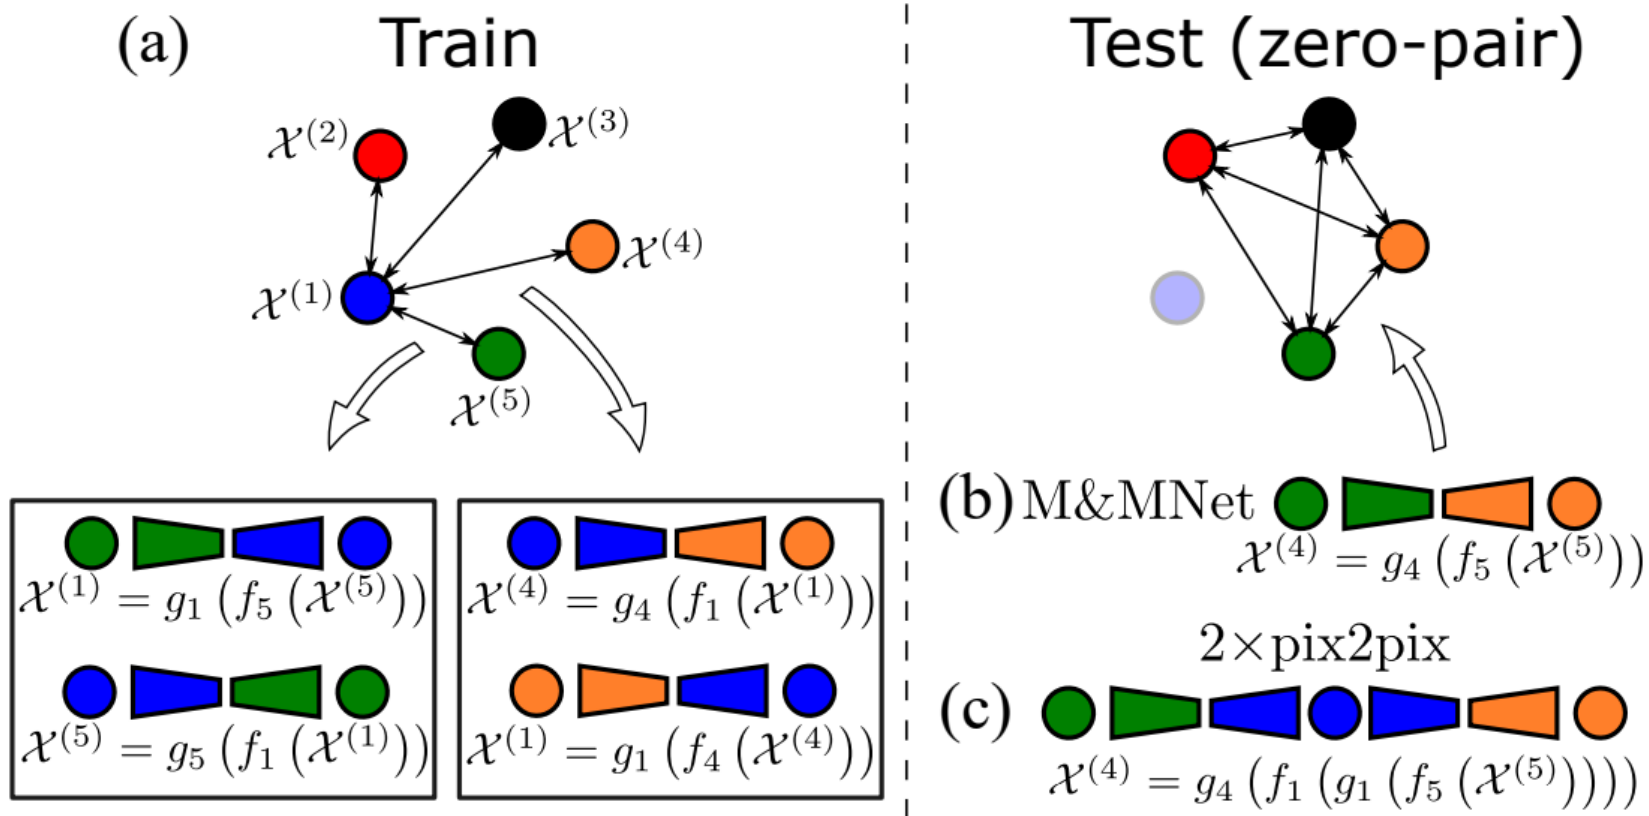 (a) Train
𝒳^(2)
𝒳^(3)
𝒳^(4)
𝒳^(1)
𝒳^(5)
𝒳^(1) = g_1 (f_5 (𝒳^(5)))
𝒳^(5) = g_5 (f_1 (𝒳^(1)))
𝒳^(4) = g_4 (f_1 (𝒳^(1)))
𝒳^(1) = g_1 (f_4 (𝒳^(4)))
Test (zero-pair)
(b) M&MNet
𝒳^(4) = g_4 (f_5 (𝒳^(5)))
2×pix2pix
(c)
𝒳^(4) = g_4 (f_1 (g_1 (f_5 (𝒳^(5)))))